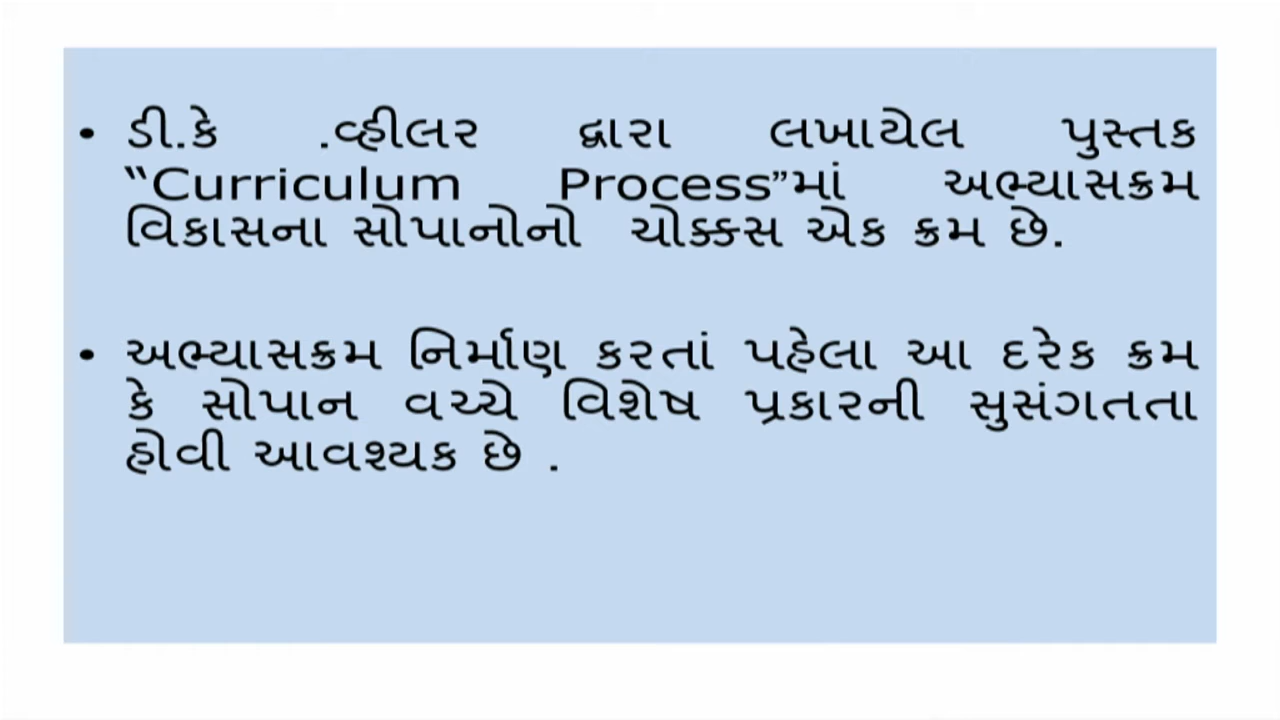 • ડી.કે .વ્હીલર દ્વારા લખાયેલ પુસ્તક
“Curriculum Process”માં અભ્યાસક્રમ
વિકાસના સોપાનોનો ચોક્કસ એક ક્રમ છે.
• અભ્યાસક્રમ નિર્માણ કરતાં પહેલા આ દરેક ક્રમ
કે સોપાન વચ્ચે વિશેષ પ્રકારની સુસંગતતા
હોવી આવશ્યક છે .